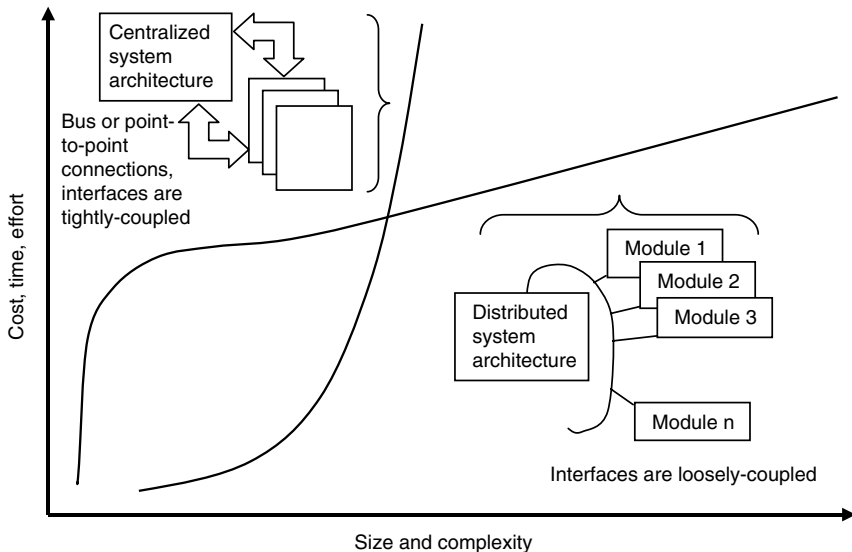 Centralized
system
architecture
Bus or point-
to-point
connections,
interfaces are
tightly-coupled
Cost, time, effort
Module 1
Module 2
Module 3
Distributed
system
architecture
Module n
Interfaces are loosely-coupled
Size and complexity